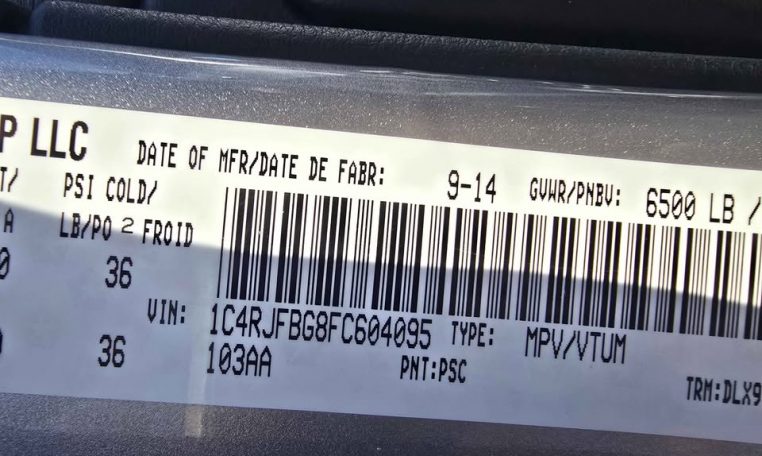 P LLC DATE OF MFR/DATE DE FABR: 9-14 GVWR/PNBV: 6500 LB /
T/ PSI COLD/
A LB/PO 2 FROID
0 36
VIN: 1C4RJFBG8FC604095 TYPE: MPV/VTUM
36 103AA PNT:PSC TRM:DLX9